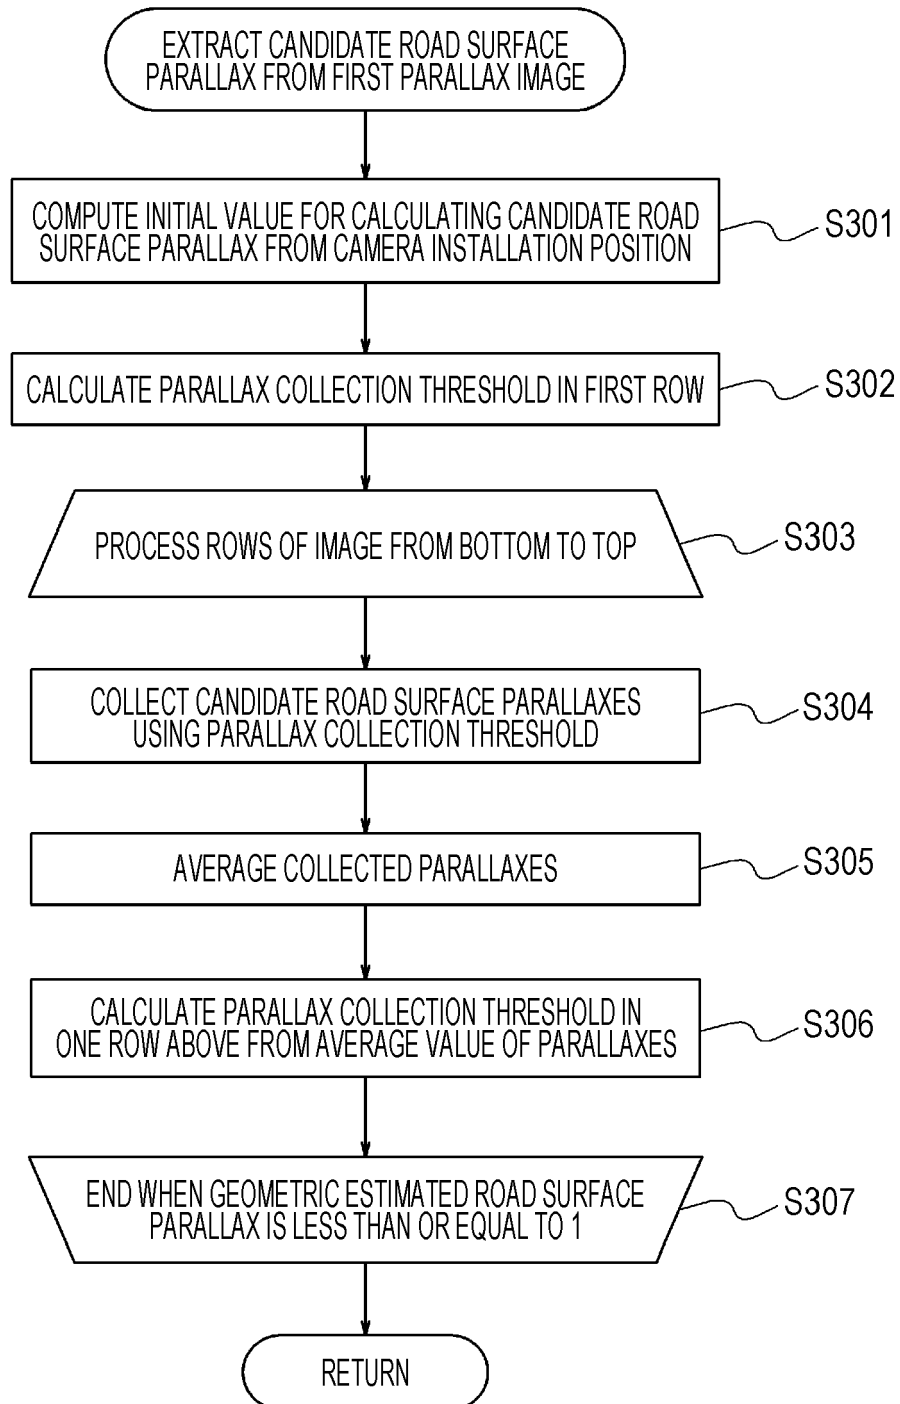 EXTRACT CANDIDATE ROAD SURFACE
PARALLAX FROM FIRST PARALLAX IMAGE
COMPUTE INITIAL VALUE FOR CALCULATING CANDIDATE ROAD
SURFACE PARALLAX FROM CAMERA INSTALLATION POSITION
S301
CALCULATE PARALLAX COLLECTION THRESHOLD IN FIRST ROW
S302
PROCESS ROWS OF IMAGE FROM BOTTOM TO TOP
S303
COLLECT CANDIDATE ROAD SURFACE PARALLAXES
USING PARALLAX COLLECTION THRESHOLD
S304
AVERAGE COLLECTED PARALLAXES
S305
CALCULATE PARALLAX COLLECTION THRESHOLD IN
ONE ROW ABOVE FROM AVERAGE VALUE OF PARALLAXES
S306
END WHEN GEOMETRIC ESTIMATED ROAD SURFACE
PARALLAX IS LESS THAN OR EQUAL TO 1
S307
RETURN